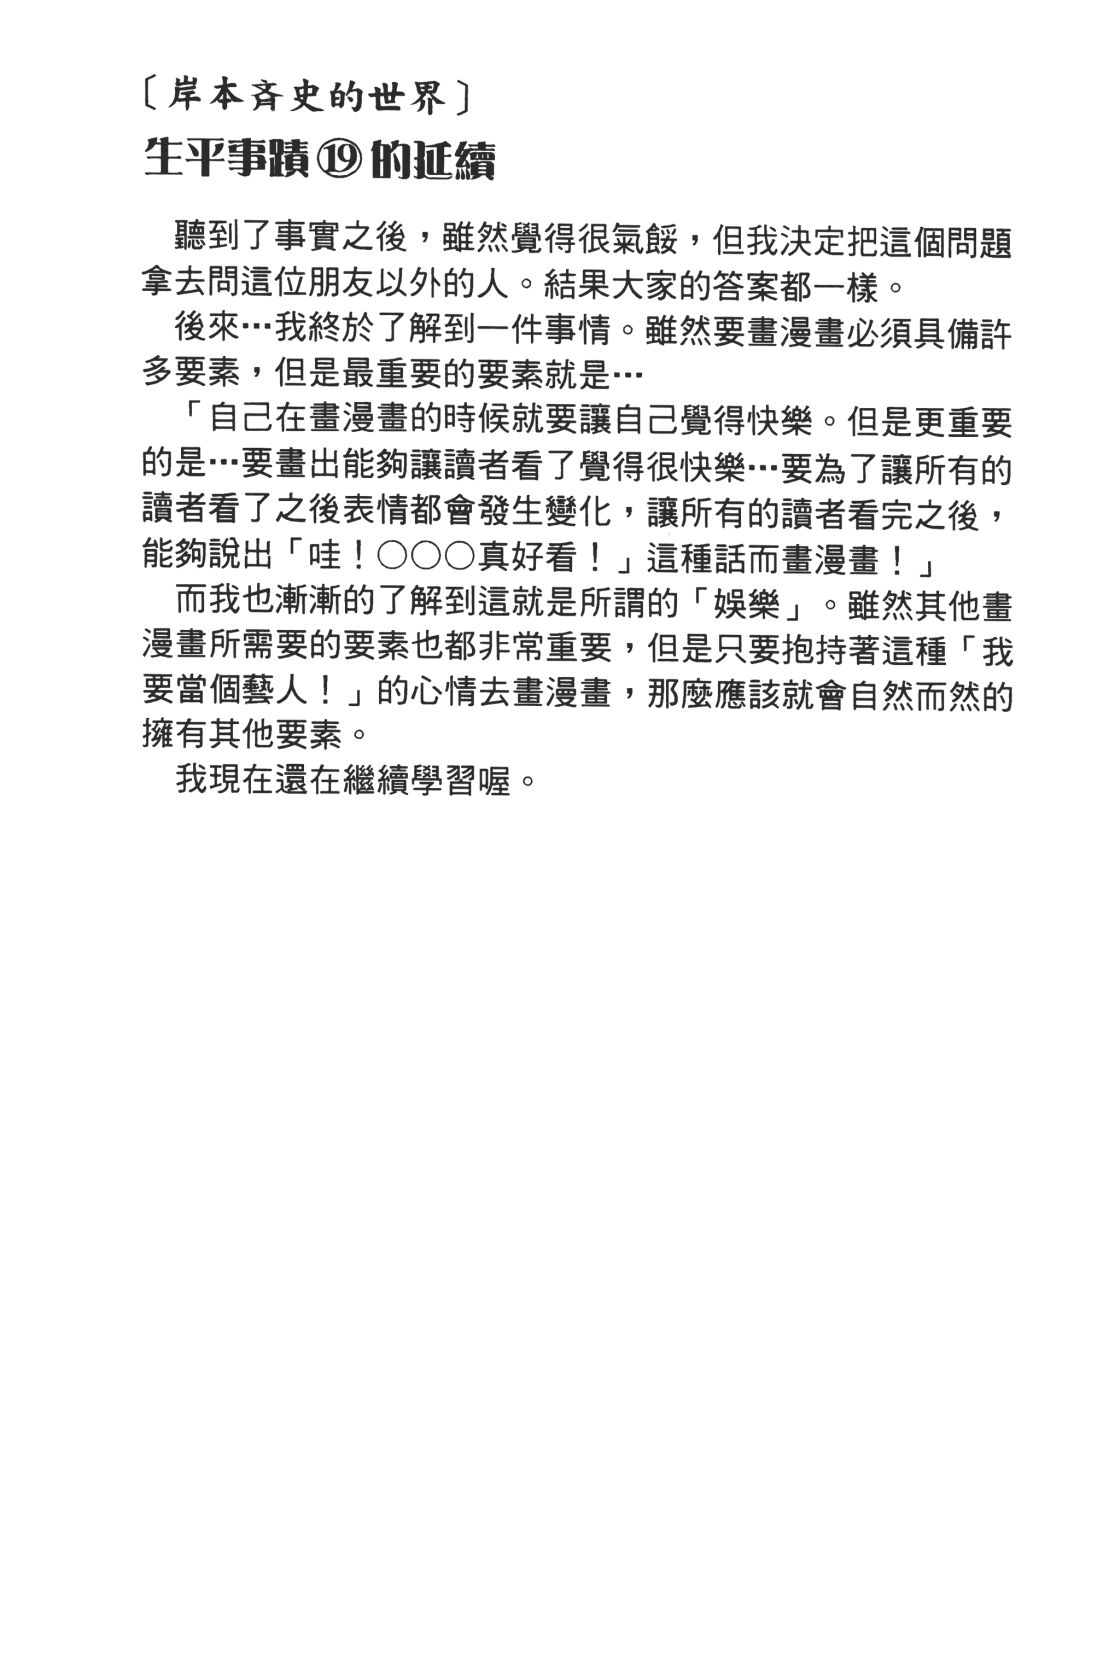 〔岸本斉史的世界〕
生平事蹟⑲的延續
聽到了事實之後，雖然覺得很氣餒，但我決定把這個問題
拿去問這位朋友以外的人。結果大家的答案都一樣。
後來…我終於了解到一件事情。雖然要畫漫畫必須具備許
多要素，但是最重要的要素就是…
「自己在畫漫畫的時候就要讓自己覺得快樂。但是更重要
的是…要畫出能夠讓讀者看了覺得很快樂…要為了讓所有的
讀者看了之後表情都會發生變化，讓所有的讀者看完之後，
能夠說出「哇！○○○真好看！」這種話而畫漫畫！」
而我也漸漸的了解到這就是所謂的「娛樂」。雖然其他畫
漫畫所需要的要素也都非常重要，但是只要抱持著這種「我
要當個藝人！」的心情去畫漫畫，那麼應該就會自然而然的
擁有其他要素。
我現在還在繼續學習喔。